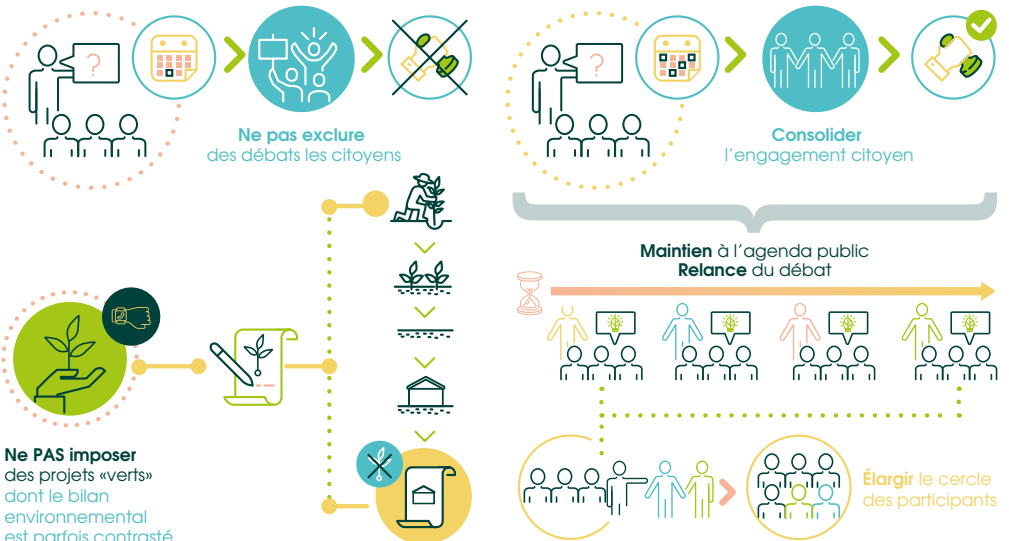 ?
Ne pas exclure
des débats les citoyens
?
Consolider
l'engagement citoyen
Maintien à l'agenda public
Relance du débat
Ne PAS imposer
des projets «verts»
dont le bilan
environnemental
est parfois contrasté
Élargir le cercle
des participants